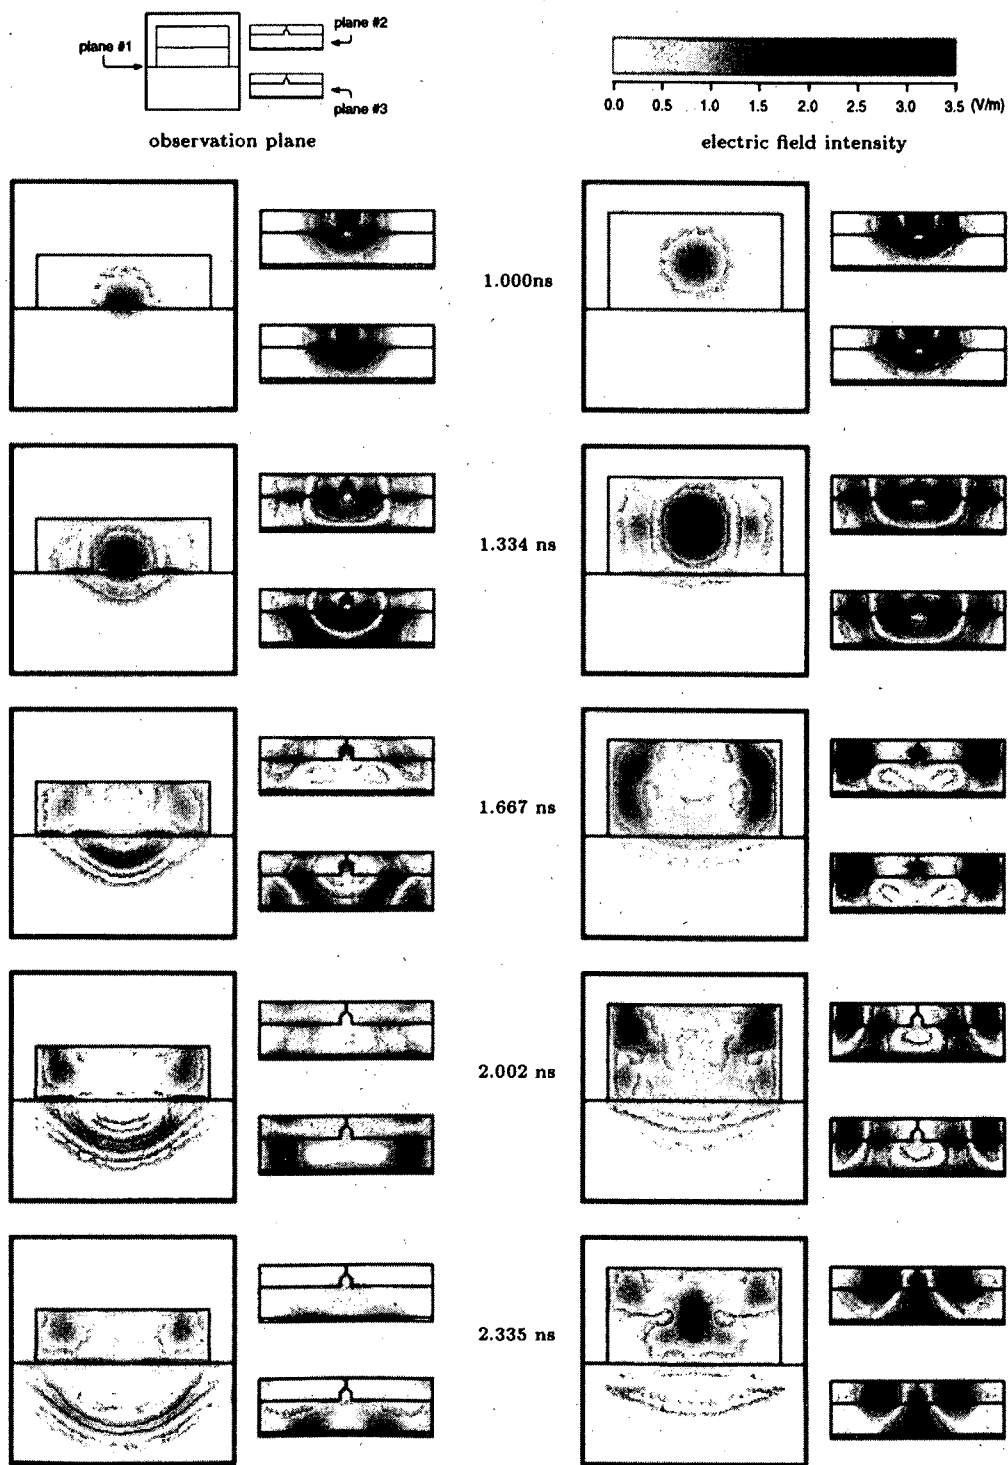 plane #2
plane #1
plane #3
0.0 0.5 1.0 1.5 2.0 2.5 3.0 3.5 (V/m)
observation plane
electric field intensity
1.000ns
1.334 ns
1.667 ns
2.002 ns
2.335 ns